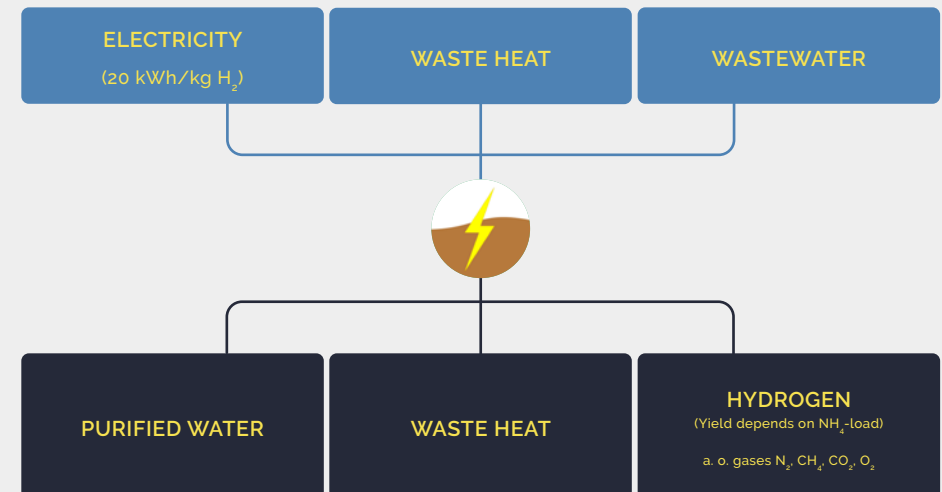 ELECTRICITY
(20 kWh/kg H₂)
WASTE HEAT
WASTEWATER
PURIFIED WATER
WASTE HEAT
HYDROGEN
(Yield depends on NH₄-load)
a. o. gases N₂, CH₄, CO₂, O₂